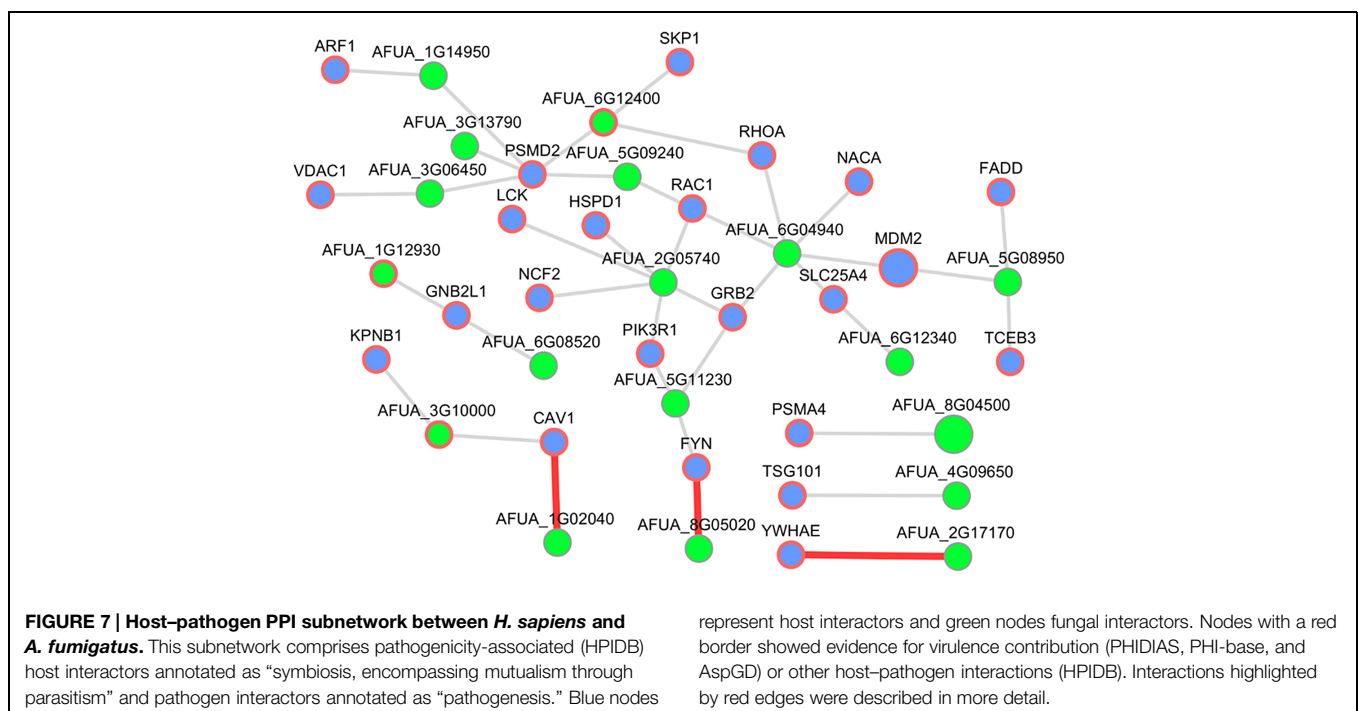 SKP1
ARF1
AFUA_1G14950
AFUA_6G12400
AFUA_3G13790
RHOA
PSMD2
AFUA_5G09240
NACA
FADD
VDAC1
AFUA_3G06450
RAC1
LCK
HSPD1
AFUA_6G04940
MDM2
AFUA_1G12930
AFUA_2G05740
AFUA_5G08950
NCF2
SLC25A4
GNB2L1
GRB2
KPNB1
AFUA_6G08520
PIK3R1
AFUA_6G12340
TCEB3
AFUA_5G11230
AFUA_3G10000
CAV1
PSMA4
AFUA_8G04500
FYN
TSG101
AFUA_4G09650
AFUA_1G02040
AFUA_8G05020
YWHAE
AFUA_2G17170
FIGURE 7 | Host–pathogen PPI subnetwork between H. sapiens and
A. fumigatus. This subnetwork comprises pathogenicity-associated (HPIDB)
host interactors annotated as “symbiosis, encompassing mutualism through
parasitism” and pathogen interactors annotated as “pathogenesis.” Blue nodes
represent host interactors and green nodes fungal interactors. Nodes with a red
border showed evidence for virulence contribution (PHIDIAS, PHI-base, and
AspGD) or other host–pathogen interactions (HPIDB). Interactions highlighted
by red edges were described in more detail.